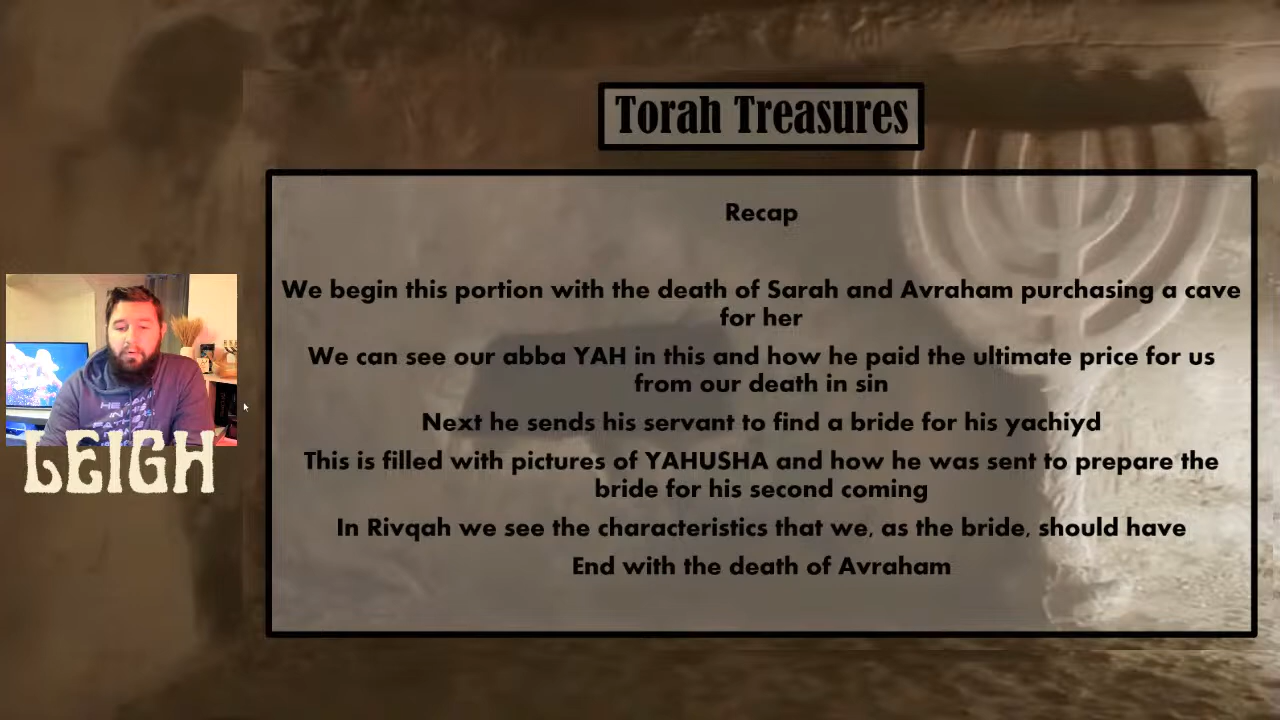 Torah Treasures
Recap
We begin this portion with the death of Sarah and Avraham purchasing a cave
for her
We can see our abba YAH in this and how he paid the ultimate price for us
from our death in sin
Next he sends his servant to find a bride for his yachiyd
This is filled with pictures of YAHUSHA and how he was sent to prepare the
bride for his second coming
In Rivqah we see the characteristics that we, as the bride, should have
End with the death of Avraham
LEIGH